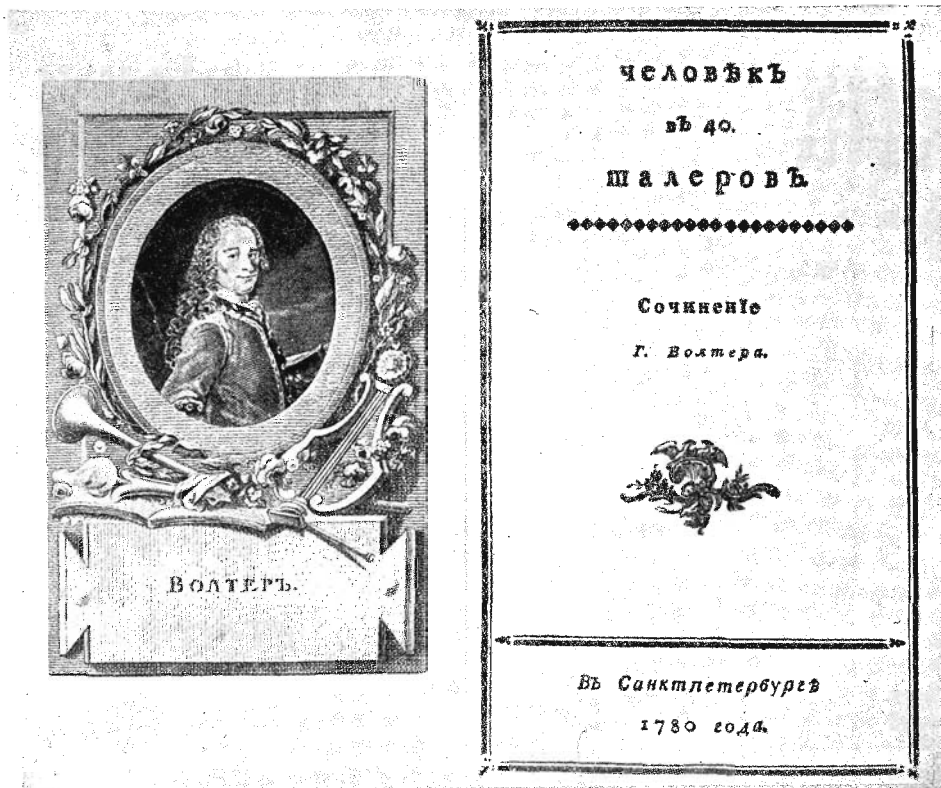 ВОЛТЕРЪ.
человѣкЪ
вЪ 40.
шалеровЪ
СочиненІе
Г. Волтера.
ВЪ Санктпетербургѣ
1780 года.